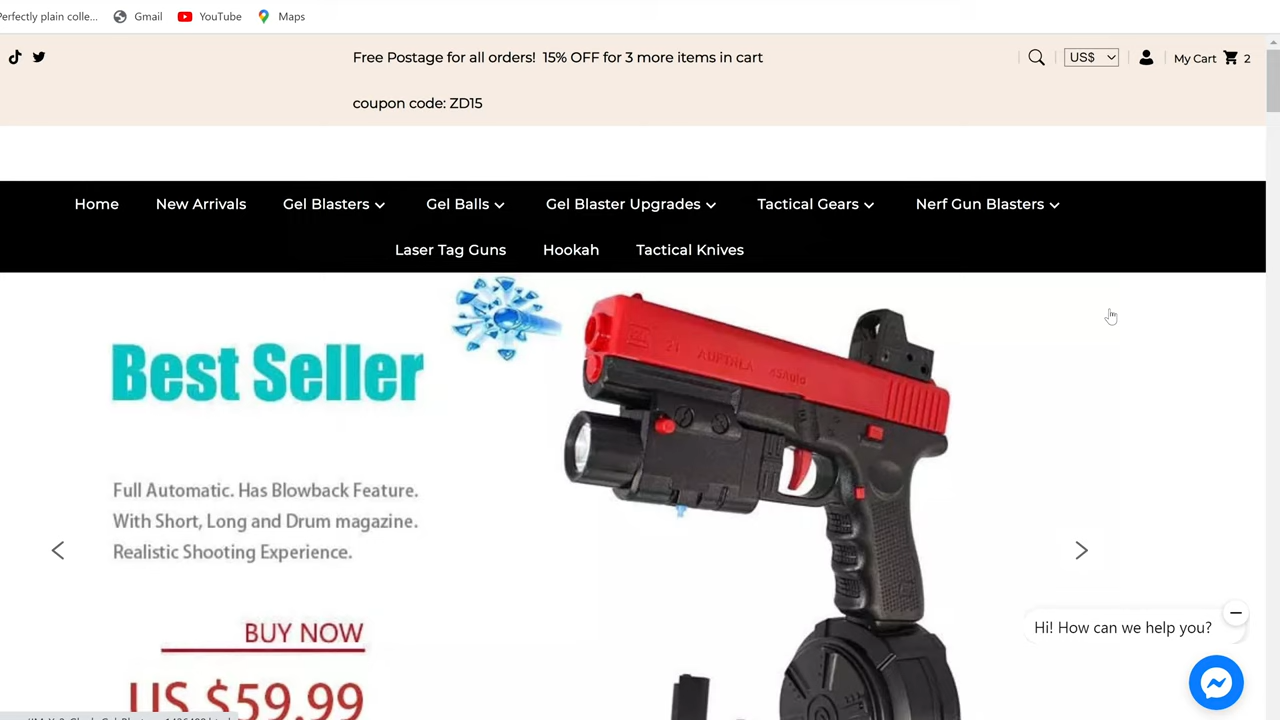 Perfectly plain colle... Gmail YouTube Maps
Free Postage for all orders! 15% OFF for 3 more items in cart
US$ My Cart 2
coupon code: ZD15
Home New Arrivals Gel Blasters Gel Balls Gel Blaster Upgrades Tactical Gears Nerf Gun Blasters
Laser Tag Guns Hookah Tactical Knives
Best Seller
21
45Auto
Full Automatic. Has Blowback Feature.
With Short, Long and Drum magazine.
Realistic Shooting Experience.
Hi! How can we help you?
BUY NOW
US $59.99